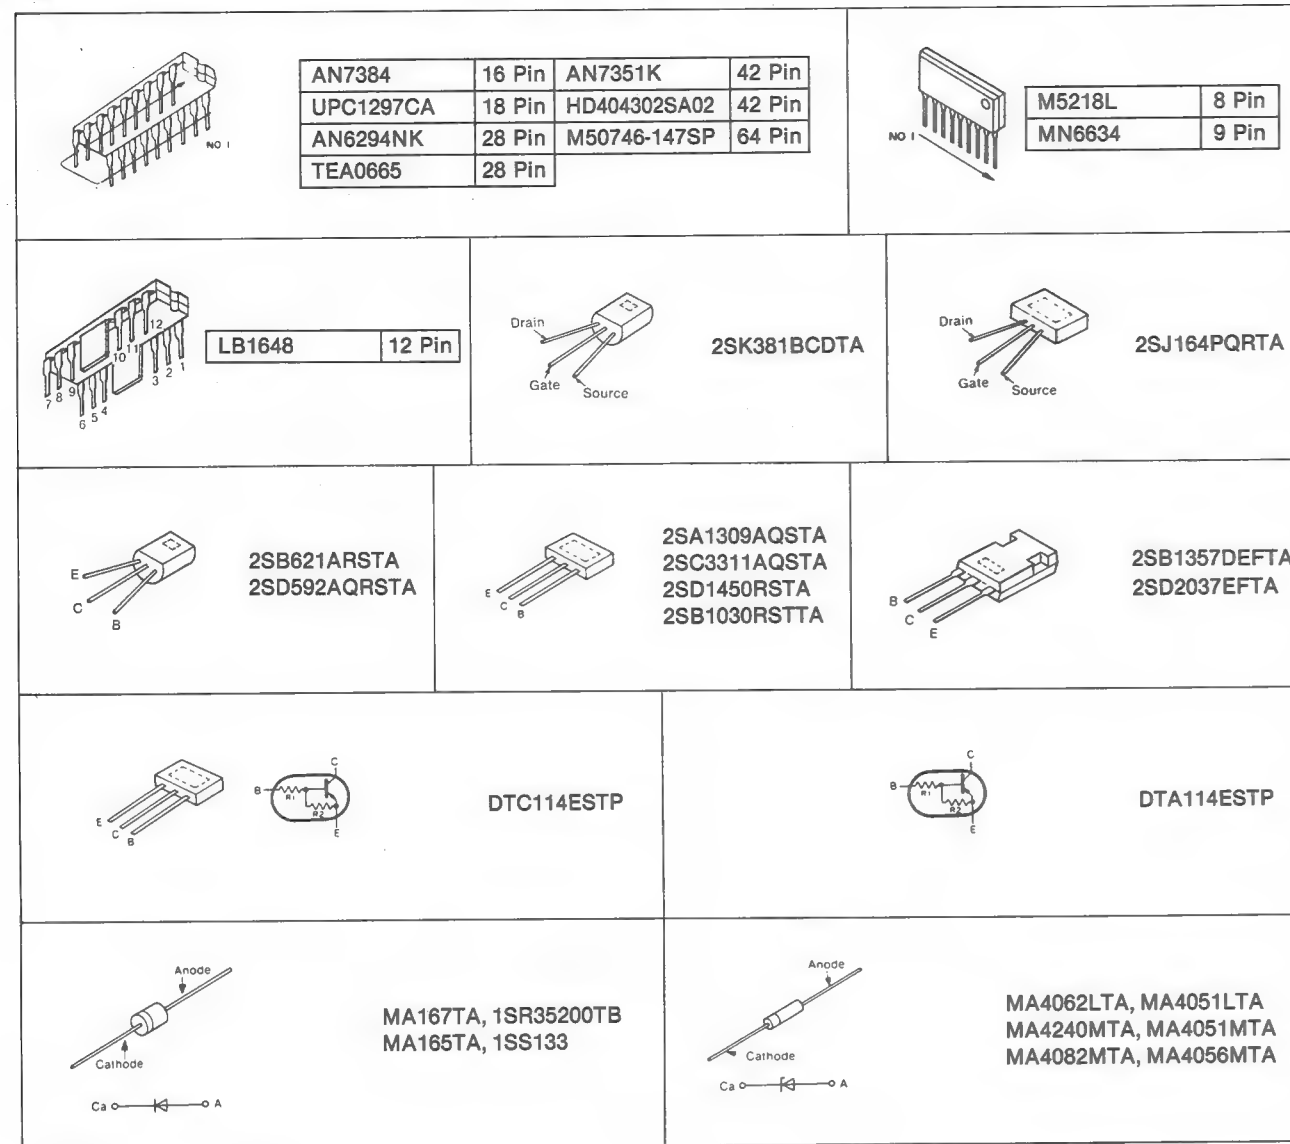 AN7384 16 Pin AN7351K 42 Pin
UPC1297CA 18 Pin HD404302SA02 42 Pin
AN6294NK 28 Pin M50746-147SP 64 Pin
TEA0665 28 Pin
NO 1
M5218L 8 Pin
MN6634 9 Pin
NO 1
LB1648 12 Pin
12
11
10
9
8
7
6
5
4
3
2
1
Drain
Gate
Source
2SK381BCDTA
Drain
Gate
Source
2SJ164PQRTA
E
C
B
2SB621ARSTA
2SD592AQRSTA
E
C
B
2SA1309AQSTA
2SC3311AQSTA
2SD1450RSTA
2SB1030RSTTA
B
C
E
2SB1357DEFTA
2SD2037EFTA
E
C
B
B
R1
R2
C
E
DTC114ESTP
B
R1
R2
C
E
DTA114ESTP
Anode
Cathode
Ca A
MA167TA, 1SR35200TB
MA165TA, 1SS133
Anode
Cathode
Ca A
MA4062LTA, MA4051LTA
MA4240MTA, MA4051MTA
MA4082MTA, MA4056MTA